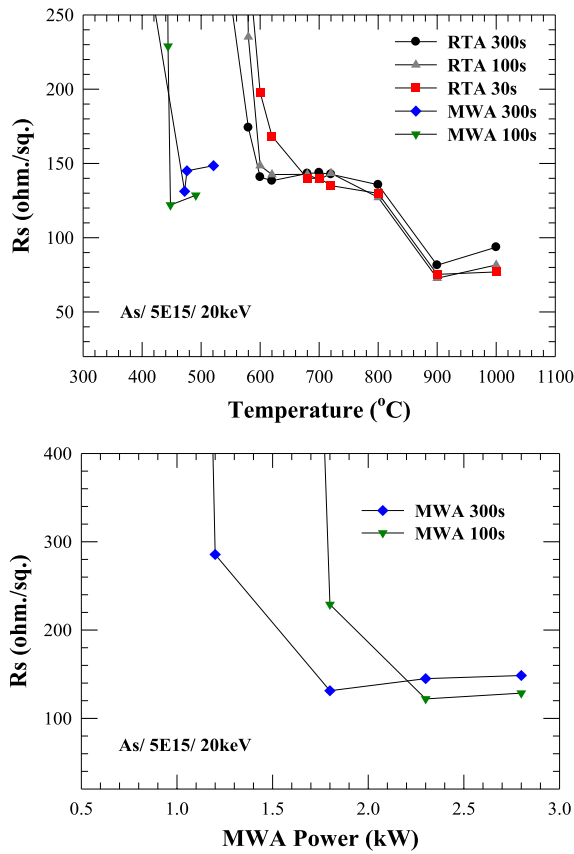 250
200
150
100
50
Rs (ohm./sq.)
RTA 300s
RTA 100s
RTA 30s
MWA 300s
MWA 100s
As/ 5E15/ 20keV
300 400 500 600 700 800 900 1000 1100
Temperature (°C)
400
300
200
100
Rs (ohm./sq.)
MWA 300s
MWA 100s
As/ 5E15/ 20keV
0.5 1.0 1.5 2.0 2.5 3.0
MWA Power (kW)